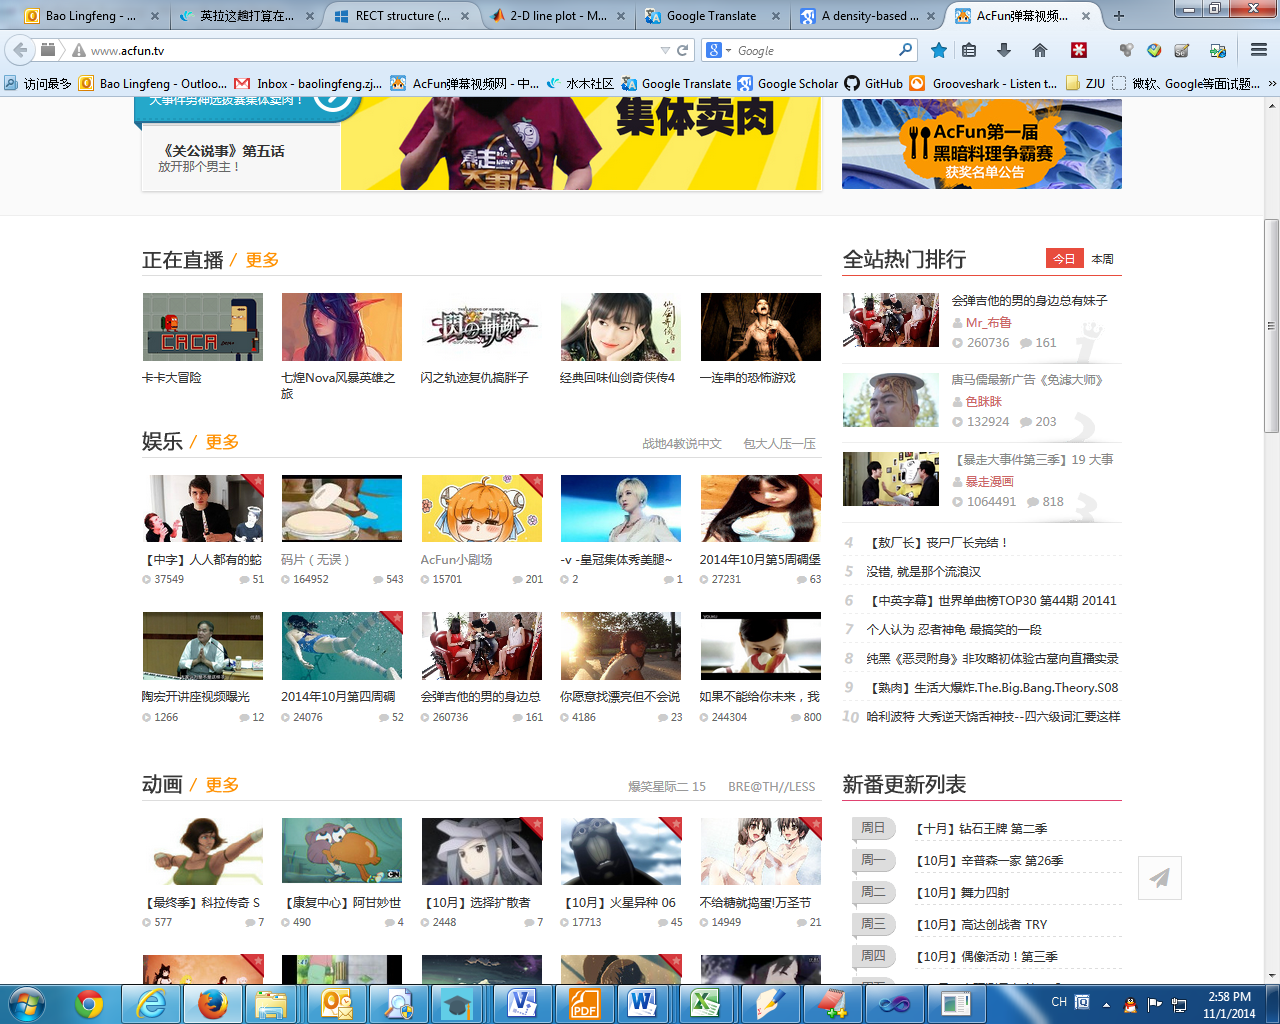 Bao Lingfeng - ...
英拉这趟打算在...
RECT structure (...
2-D line plot - M...
Google Translate
A density-based ...
AcFun弹幕视频...
www.acfun.tv
Google
访问最多
Bao Lingfeng - Outloo...
Inbox - baolingfeng.zj...
AcFun弹幕视频网 - 中...
水木社区
Google Translate
Google Scholar
GitHub
Grooveshark - Listen t...
ZJU
微软、Google等面试题...
大事件男神选拔赛集体卖肉！
集体卖肉
《关公说事》第五话
放开那个男主！
AcFun第一届
黑暗料理争霸赛
获奖名单公告
正在直播 / 更多
卡卡大冒险
七煌Nova风暴英雄之旅
闪之轨迹复仇搞胖子
经典回味仙剑奇侠传4
一连串的恐怖游戏
全站热门排行
今日 本周
会弹吉他的男的身边总有妹子
Mr_布鲁
260736 161
唐马儒最新广告《免滤大师》
色眯眯
132924 203
【暴走大事件第三季】19 大事
暴走漫画
1064491 818
4 【敖厂长】丧尸厂长完结！
5 没错, 就是那个流浪汉
6 【中英字幕】世界单曲榜TOP30 第44期 20141
7 个人认为 忍者神龟 最搞笑的一段
8 纯黑《恶灵附身》非攻略初体验古墓向直播实录
9 【熟肉】生活大爆炸.The.Big.Bang.Theory.S08
10 哈利波特 大秀逆天饶舌神技--四六级词汇要这样
娱乐 / 更多
战地4教说中文 包大人压一压
【中字】人人都有的蛇
37549 51
码片（无误）
164952 543
AcFun小剧场
15701 201
-v -皇冠集体秀美腿~
2 1
2014年10月第5周碉堡
27231 63
陶宏开讲座视频曝光
1266 12
2014年10月第四周碉
24076 52
会弹吉他的男的身边总
260736 161
你愿意找漂亮但不会说
4186 23
如果不能给你未来，我
244304 800
动画 / 更多
爆笑星际二 15 BRE@TH//LESS
【最终季】科拉传奇 S
577 7
【康复中心】阿甘妙世
490 4
【10月】选择扩散者
2448 7
【10月】火星异种 06
17713 45
不给糖就捣蛋!万圣节
14949 21
新番更新列表
周日 【十月】钻石王牌 第二季
周一 【10月】辛普森一家 第26季
周二 【10月】舞力四射
周三 【10月】高达创战者 TRY
周四 【10月】偶像活动！第三季
CH
2:58 PM
11/1/2014